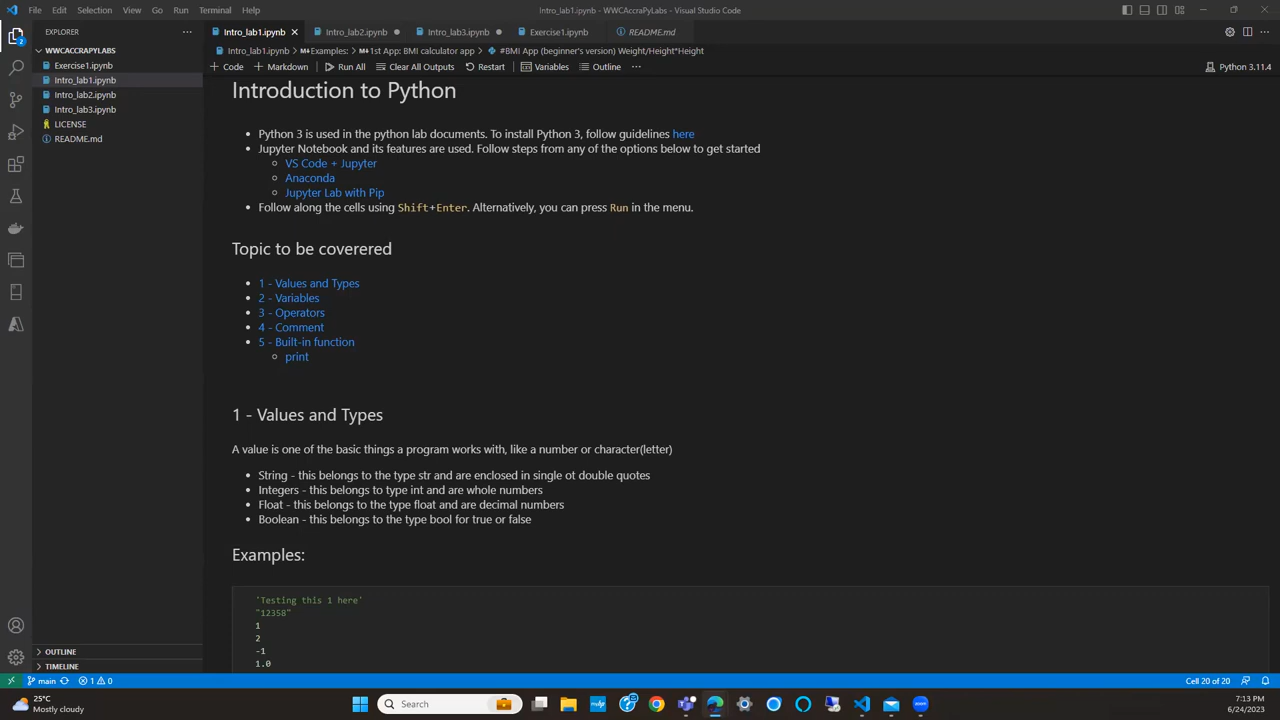 File Edit Selection View Go Run Terminal Help
Intro_lab1.ipynb - WWCAccraPyLabs - Visual Studio Code
EXPLORER
WWCACCRAPYLABS
Exercise1.ipynb
Intro_lab1.ipynb
Intro_lab2.ipynb
Intro_lab3.ipynb
LICENSE
README.md
OUTLINE
TIMELINE
2
Intro_lab1.ipynb Intro_lab2.ipynb Intro_lab3.ipynb Exercise1.ipynb README.md
Intro_lab1.ipynb > Examples: > 1st App: BMI calculator app > #BMI App (beginner's version) Weight/Height*Height
+ Code + Markdown Run All Clear All Outputs Restart Variables Outline ... Python 3.11.4
Introduction to Python
Python 3 is used in the python lab documents. To install Python 3, follow guidelines here
Jupyter Notebook and its features are used. Follow steps from any of the options below to get started
VS Code + Jupyter
Anaconda
Jupyter Lab with Pip
Follow along the cells using Shift+Enter. Alternatively, you can press Run in the menu.
Topic to be coverered
1 - Values and Types
2 - Variables
3 - Operators
4 - Comment
5 - Built-in function
print
1 - Values and Types
A value is one of the basic things a program works with, like a number or character(letter)
String - this belongs to the type str and are enclosed in single ot double quotes
Integers - this belongs to type int and are whole numbers
Float - this belongs to the type float and are decimal numbers
Boolean - this belongs to the type bool for true or false
Examples:
'Testing this 1 here'
"12358"
1
2
-1
1.0
main 1 0 Cell 20 of 20
25°C
Mostly cloudy
Search
7:13 PM
6/24/2023